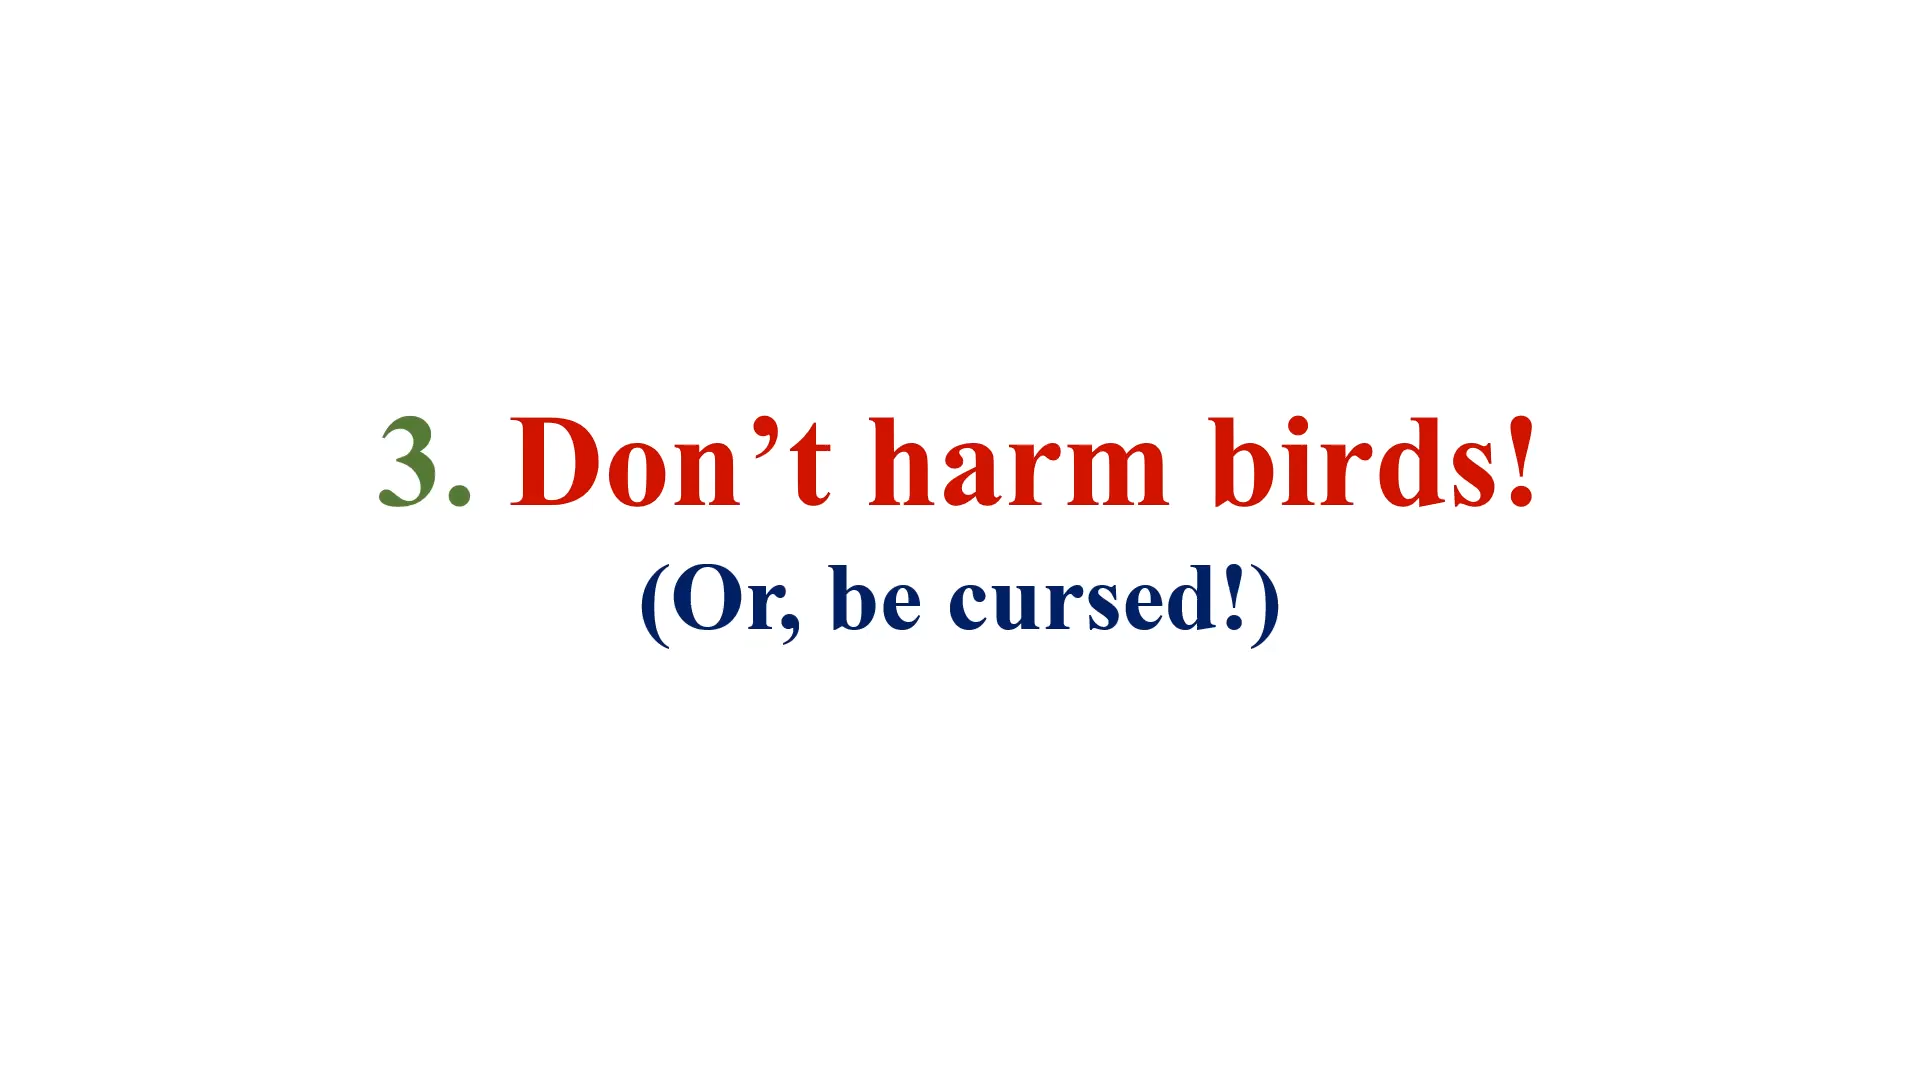 3. Don’t harm birds!
(Or, be cursed!)